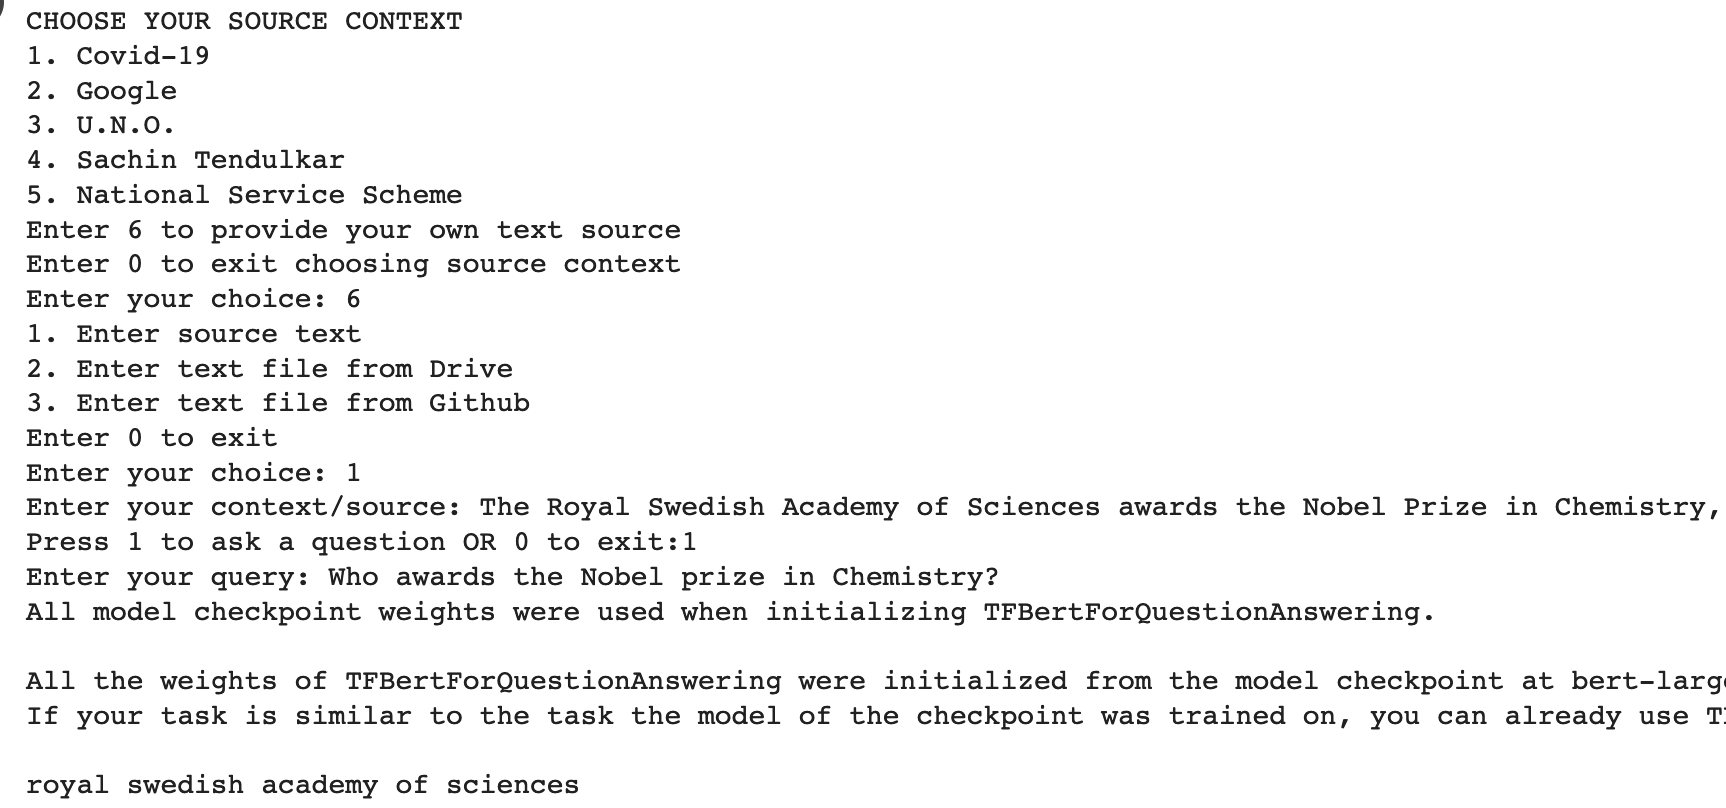 CHOOSE YOUR SOURCE CONTEXT
1. Covid-19
2. Google
3. U.N.O.
4. Sachin Tendulkar
5. National Service Scheme
Enter 6 to provide your own text source
Enter 0 to exit choosing source context
Enter your choice: 6
1. Enter source text
2. Enter text file from Drive
3. Enter text file from Github
Enter 0 to exit
Enter your choice: 1
Enter your context/source: The Royal Swedish Academy of Sciences awards the Nobel Prize in Chemistry,
Press 1 to ask a question OR 0 to exit:1
Enter your query: Who awards the Nobel prize in Chemistry?
All model checkpoint weights were used when initializing TFBertForQuestionAnswering.
All the weights of TFBertForQuestionAnswering were initialized from the model checkpoint at
If your task is similar to the task the model of the checkpoint was trained on, you can already use
royal swedish academy of sciences